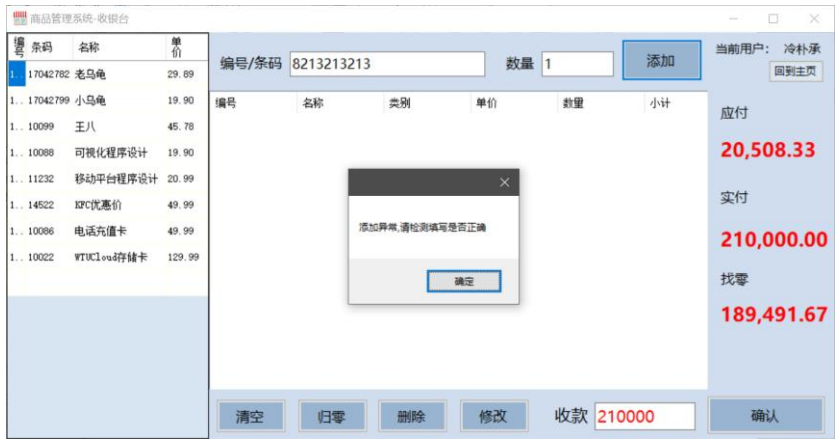 商品管理系统-收银台
编号 条码 名称 单价
1.. 17042782 老乌龟 29.89
1.. 17042799 小乌龟 19.90
1.. 10099 王八 45.78
1.. 10088 可视化程序设计 19.90
1.. 11232 移动平台程序设计 20.99
1.. 14522 KFC优惠价 49.99
1.. 10086 电话充值卡 49.99
1.. 10022 WTUCloud存储卡 129.99
编号/条码 8213213213 数量 1 添加
编号 名称 类别 单价 数量 小计
添加异常,请检测填写是否正确
确定
清空 归零 删除 修改 收款 210000 确认
当前用户： 冷朴承
回到主页
应付
20,508.33
实付
210,000.00
找零
189,491.67